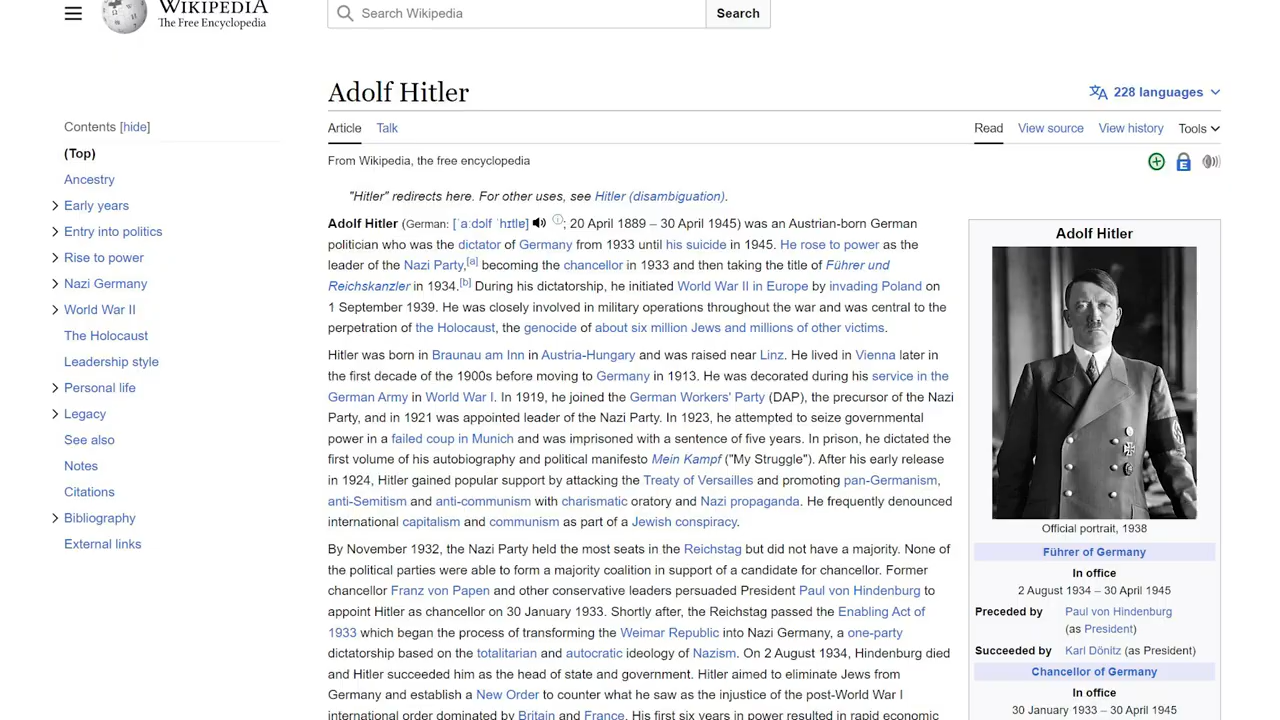 WIKIPEDIA
The Free Encyclopedia
Search Wikipedia
Search
Adolf Hitler
228 languages
Contents [hide]
Article
Talk
Read
View source
View history
Tools
(Top)
From Wikipedia, the free encyclopedia
Ancestry
Early years
Entry into politics
Rise to power
Nazi Germany
World War II
The Holocaust
Leadership style
Personal life
Legacy
See also
Notes
Citations
Bibliography
External links
"Hitler" redirects here. For other uses, see Hitler (disambiguation).
Adolf Hitler (German: [ˈaːdɔlf ˈhɪtlɐ] ⓘ; 20 April 1889 – 30 April 1945) was an Austrian-born German
politician who was the dictator of Germany from 1933 until his suicide in 1945. He rose to power as the
leader of the Nazi Party,[a] becoming the chancellor in 1933 and then taking the title of Führer und
Reichskanzler in 1934.[b] During his dictatorship, he initiated World War II in Europe by invading Poland on
1 September 1939. He was closely involved in military operations throughout the war and was central to the
perpetration of the Holocaust, the genocide of about six million Jews and millions of other victims.
Hitler was born in Braunau am Inn in Austria-Hungary and was raised near Linz. He lived in Vienna later in
the first decade of the 1900s before moving to Germany in 1913. He was decorated during his service in the
German Army in World War I. In 1919, he joined the German Workers' Party (DAP), the precursor of the Nazi
Party, and in 1921 was appointed leader of the Nazi Party. In 1923, he attempted to seize governmental
power in a failed coup in Munich and was imprisoned with a sentence of five years. In prison, he dictated the
first volume of his autobiography and political manifesto Mein Kampf ("My Struggle"). After his early release
in 1924, Hitler gained popular support by attacking the Treaty of Versailles and promoting pan-Germanism,
anti-Semitism and anti-communism with charismatic oratory and Nazi propaganda. He frequently denounced
international capitalism and communism as part of a Jewish conspiracy.
By November 1932, the Nazi Party held the most seats in the Reichstag but did not have a majority. None of
the political parties were able to form a majority coalition in support of a candidate for chancellor. Former
chancellor Franz von Papen and other conservative leaders persuaded President Paul von Hindenburg to
appoint Hitler as chancellor on 30 January 1933. Shortly after, the Reichstag passed the Enabling Act of
1933 which began the process of transforming the Weimar Republic into Nazi Germany, a one-party
dictatorship based on the totalitarian and autocratic ideology of Nazism. On 2 August 1934, Hindenburg died
and Hitler succeeded him as the head of state and government. Hitler aimed to eliminate Jews from
Germany and establish a New Order to counter what he saw as the injustice of the post-World War I
international order dominated by Britain and France. His first six years in power resulted in rapid economic
Adolf Hitler
Official portrait, 1938
Führer of Germany
In office
2 August 1934 – 30 April 1945
Preceded by Paul von Hindenburg
(as President)
Succeeded by Karl Dönitz (as President)
Chancellor of Germany
In office
30 January 1933 – 30 April 1945